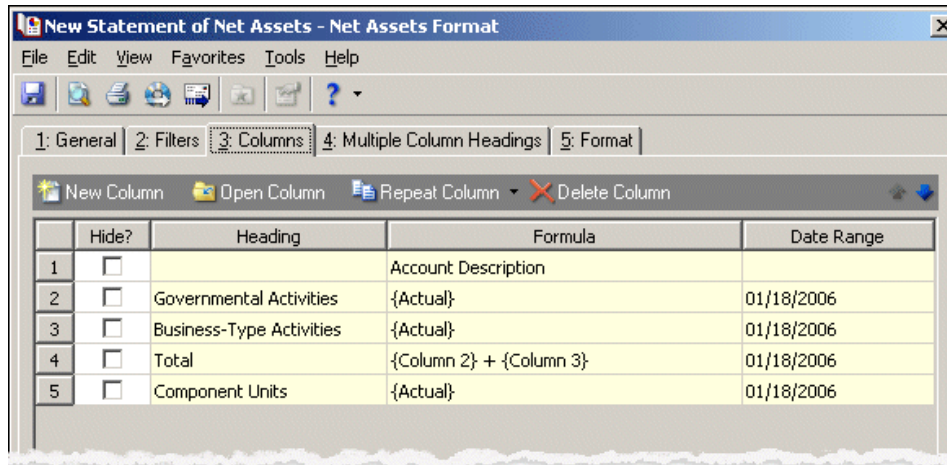 New Statement of Net Assets - Net Assets Format
File Edit View Favorites Tools Help
1: General 2: Filters 3: Columns 4: Multiple Column Headings 5: Format
New Column Open Column Repeat Column Delete Column
Hide? Heading Formula Date Range
1 Account Description
2 Governmental Activities {Actual} 01/18/2006
3 Business-Type Activities {Actual} 01/18/2006
4 Total {Column 2} + {Column 3} 01/18/2006
5 Component Units {Actual} 01/18/2006